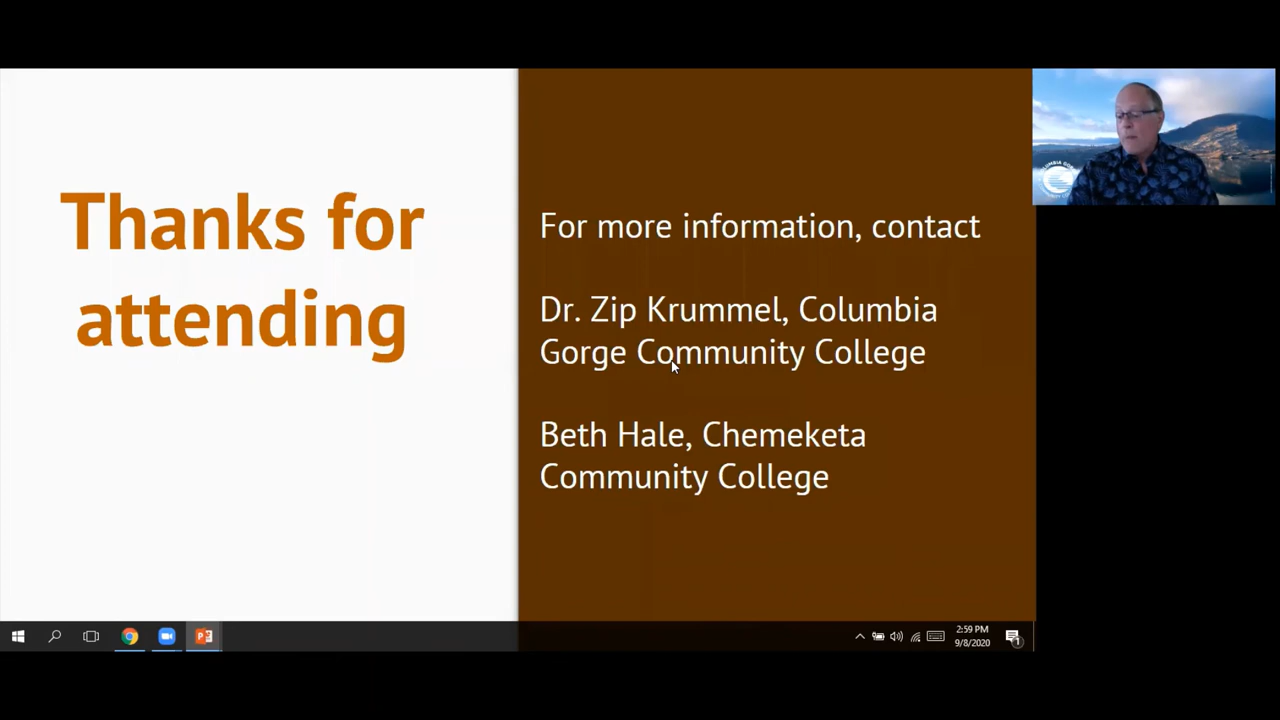 Thanks for
attending
For more information, contact
Dr. Zip Krummel, Columbia
Gorge Community College
Beth Hale, Chemeketa
Community College
2:59 PM
9/8/2020
1